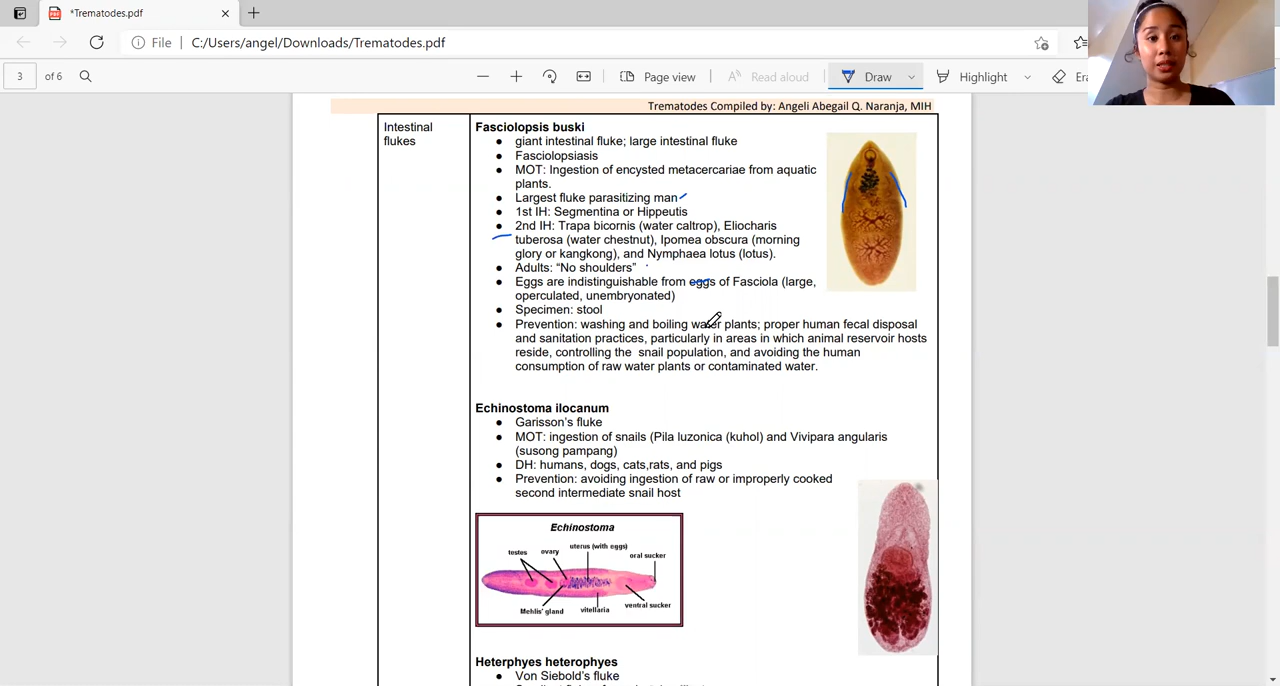 *Trematodes.pdf
File C:/Users/angel/Downloads/Trematodes.pdf
3 of 6 Page view Read aloud Draw Highlight
Trematodes Compiled by: Angeli Abegail Q. Naranja, MIH
Intestinal
flukes
Fasciolopsis buski
• giant intestinal fluke; large intestinal fluke
• Fasciolopsiasis
• MOT: Ingestion of encysted metacercariae from aquatic
plants.
• Largest fluke parasitizing man
• 1st IH: Segmentina or Hippeutis
• 2nd IH: Trapa bicornis (water caltrop), Eliocharis
tuberosa (water chestnut), Ipomea obscura (morning
glory or kangkong), and Nymphaea lotus (lotus).
• Adults: “No shoulders”
• Eggs are indistinguishable from eggs of Fasciola (large,
operculated, unembryonated)
• Specimen: stool
• Prevention: washing and boiling water plants; proper human fecal disposal
and sanitation practices, particularly in areas in which animal reservoir hosts
reside, controlling the snail population, and avoiding the human
consumption of raw water plants or contaminated water.
Echinostoma ilocanum
• Garisson’s fluke
• MOT: ingestion of snails (Pila luzonica (kuhol) and Vivipara angularis
(susong pampang)
• DH: humans, dogs, cats,rats, and pigs
• Prevention: avoiding ingestion of raw or improperly cooked
second intermediate snail host
Echinostoma
testes ovary uterus (with eggs) oral sucker
Mehlis' gland vitellaria ventral sucker
Heterphyes heterophyes
• Von Siebold’s fluke